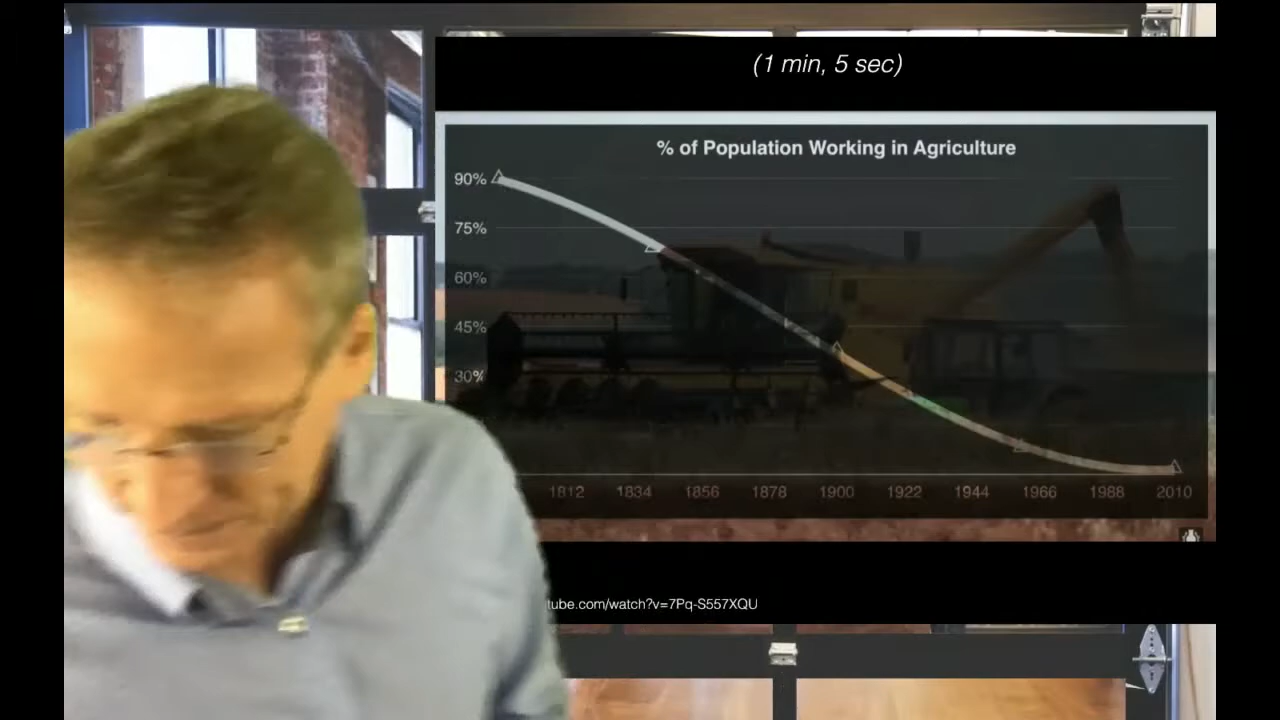 (1 min, 5 sec)
% of Population Working in Agriculture
90%
75%
60%
45%
30%
1812 1834 1856 1878 1900 1922 1944 1966 1988 2010
tube.com/watch?v=7Pq-S557XQU